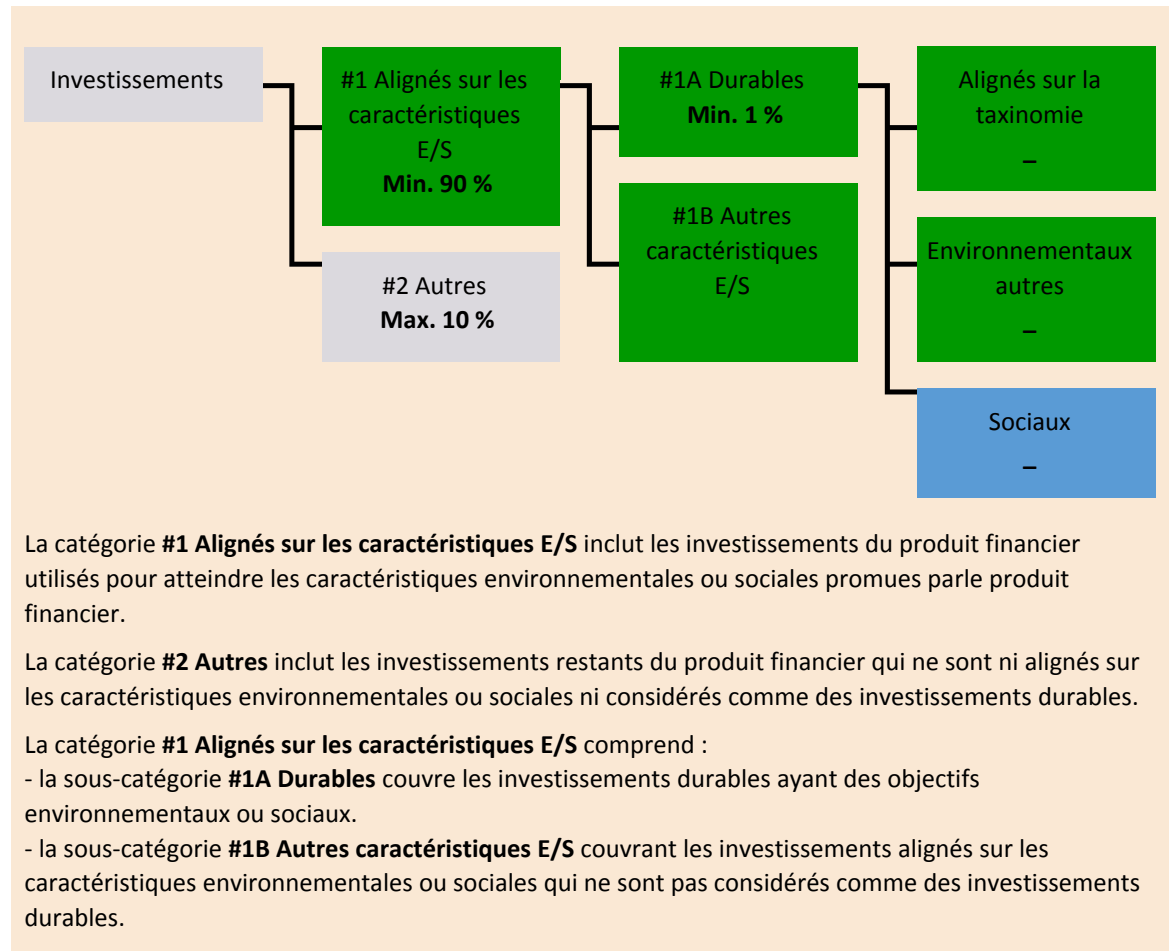 Investissements
#1 Alignés sur les
caractéristiques
E/S
Min. 90 %
#2 Autres
Max. 10 %
#1A Durables
Min. 1 %
#1B Autres
caractéristiques
E/S
Alignés sur la
taxinomie
–
Environnementaux
autres
–
Sociaux
–
La catégorie #1 Alignés sur les caractéristiques E/S inclut les investissements du produit financier
utilisés pour atteindre les caractéristiques environnementales ou sociales promues parle produit
financier.
La catégorie #2 Autres inclut les investissements restants du produit financier qui ne sont ni alignés sur
les caractéristiques environnementales ou sociales ni considérés comme des investissements durables.
La catégorie #1 Alignés sur les caractéristiques E/S comprend :
- la sous-catégorie #1A Durables couvre les investissements durables ayant des objectifs
environnementaux ou sociaux.
- la sous-catégorie #1B Autres caractéristiques E/S couvrant les investissements alignés sur les
caractéristiques environnementales ou sociales qui ne sont pas considérés comme des investissements
durables.